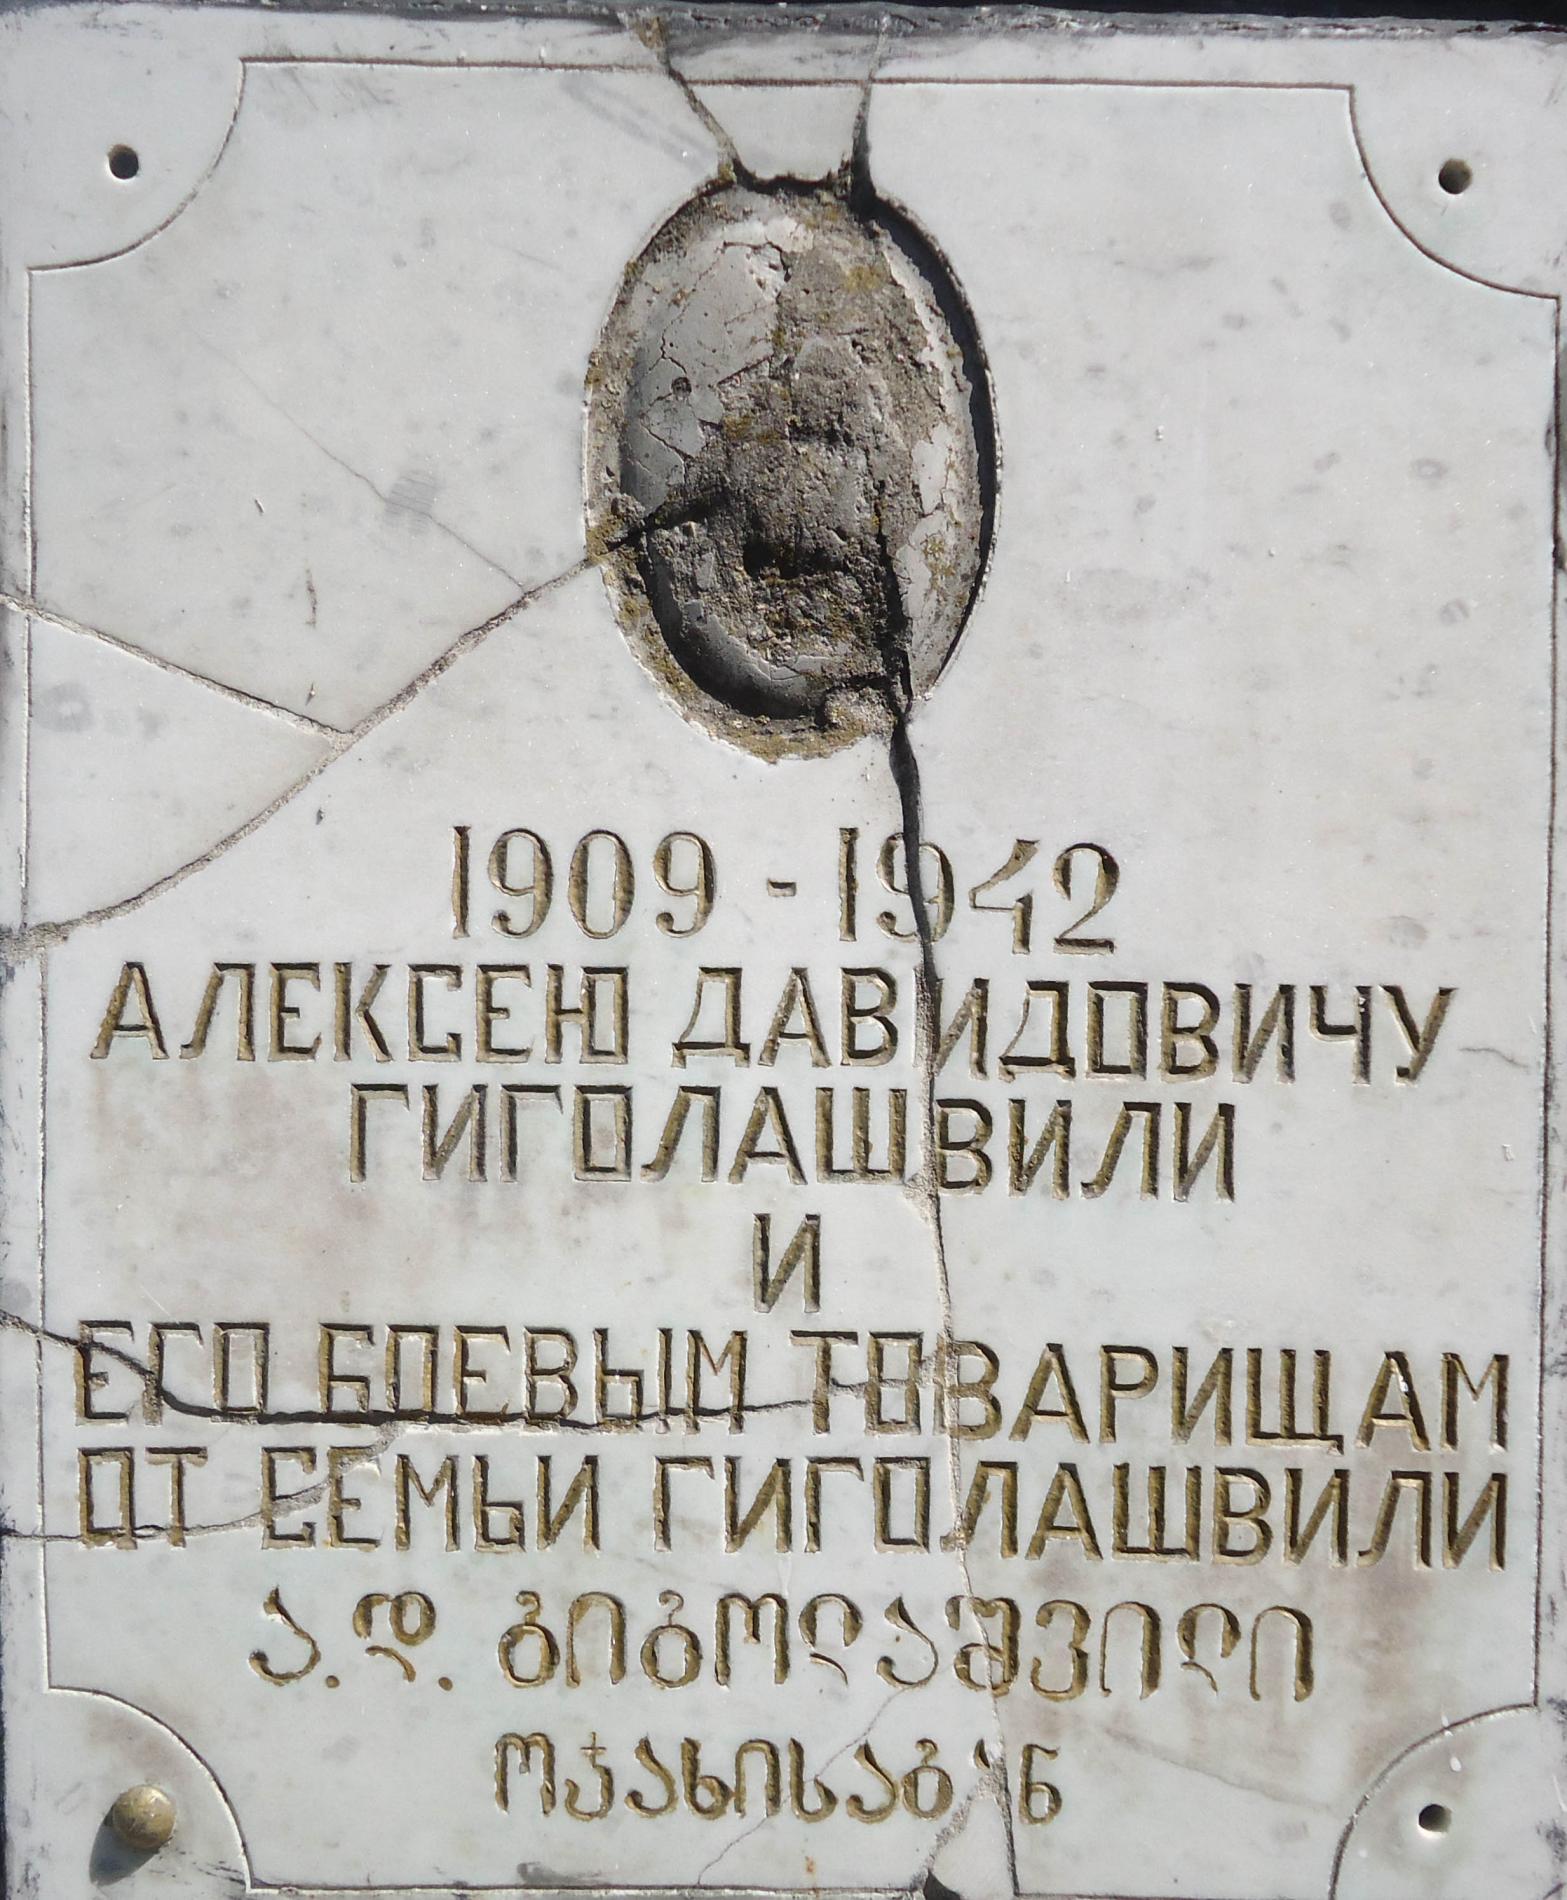 1909 - 1942
АЛЕКСЕЮ ДАВИДОВИЧУ
ГИГОЛАШВИЛИ
И
ЕГО БОЕВЫМ ТОВАРИЩАМ
ОТ СЕМЬИ ГИГОЛАШВИЛИ
ა.დ. გიგოლაშვილი
ოჯახისაგან